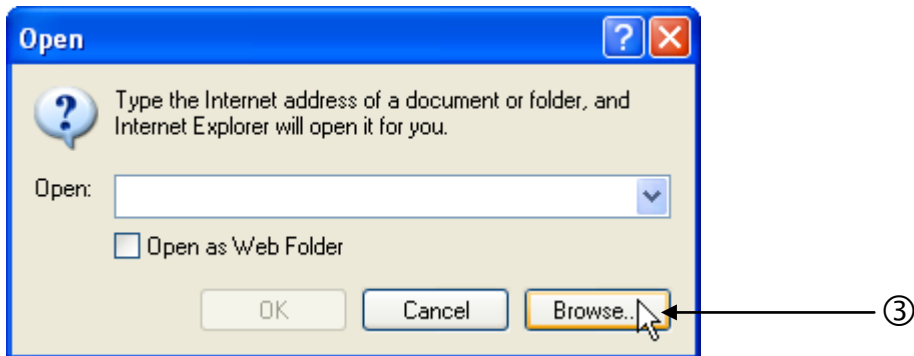 Open
Type the Internet address of a document or folder, and
Internet Explorer will open it for you.
Open:
Open as Web Folder
OK Cancel Browse... ③